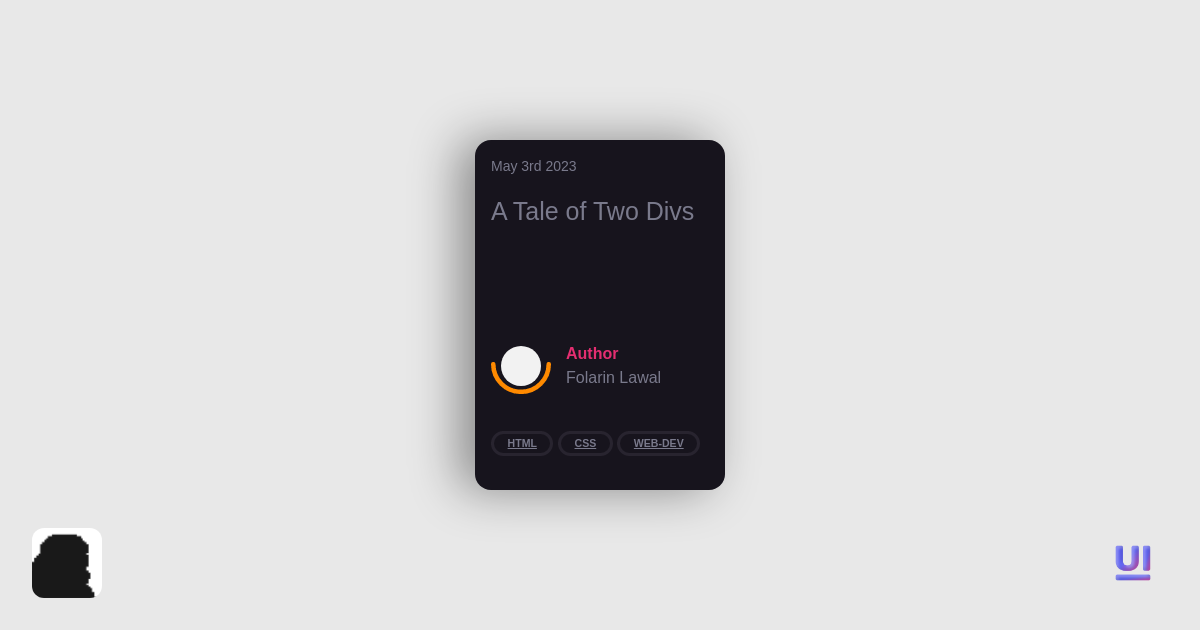 May 3rd 2023
A Tale of Two Divs
Author
Folarin Lawal
HTML CSS WEB-DEV
UI